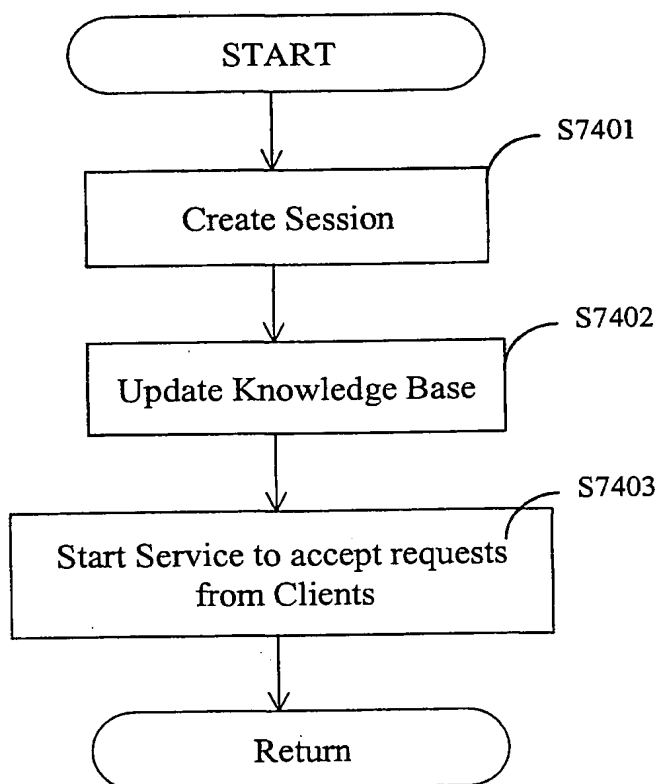 START
S7401
Create Session
S7402
Update Knowledge Base
S7403
Start Service to accept requests
from Clients
Return